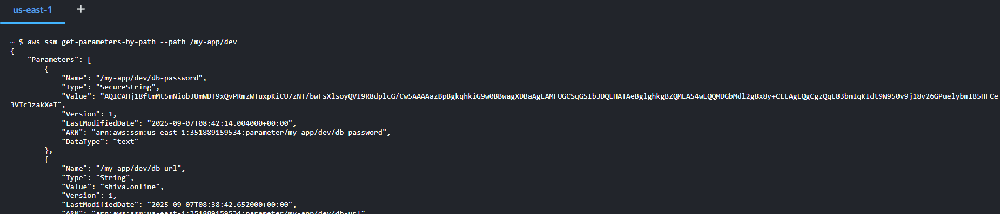 us-east-1 +
~ $ aws ssm get-parameters-by-path --path /my-app/dev
{
"Parameters": [
{
"Name": "/my-app/dev/db-password",
"Type": "SecureString",
"Value": "AQICAHj18ftmMt5mNiobJUmWDT9xQvPRmzWTuxpKiCU7zNT/bwFsXlsoyQVI9R8dplcG/Cw5AAAAazBpBgkqhkiG9w0BBwagXDBaAgEAMFUGCSqGSIb3DQEHATAeBglghkgBZQMEAS4wEQQMDGbMdl2g8x8y+CLEAgEQgCgzQqE83bnIqKIdt9W950v9j18v26GPuelybmIB5HFCe
3VTc3zakXeI",
"Version": 1,
"LastModifiedDate": "2025-09-07T08:42:14.004000+00:00",
"ARN": "arn:aws:ssm:us-east-1:351889159534:parameter/my-app/dev/db-password",
"DataType": "text"
},
{
"Name": "/my-app/dev/db-url",
"Type": "String",
"Value": "shiva.online",
"Version": 1,
"LastModifiedDate": "2025-09-07T08:38:42.652000+00:00",
"ARN": "arn:aws:ssm:us-east-1:351889159534:parameter/my-app/dev/db-url"